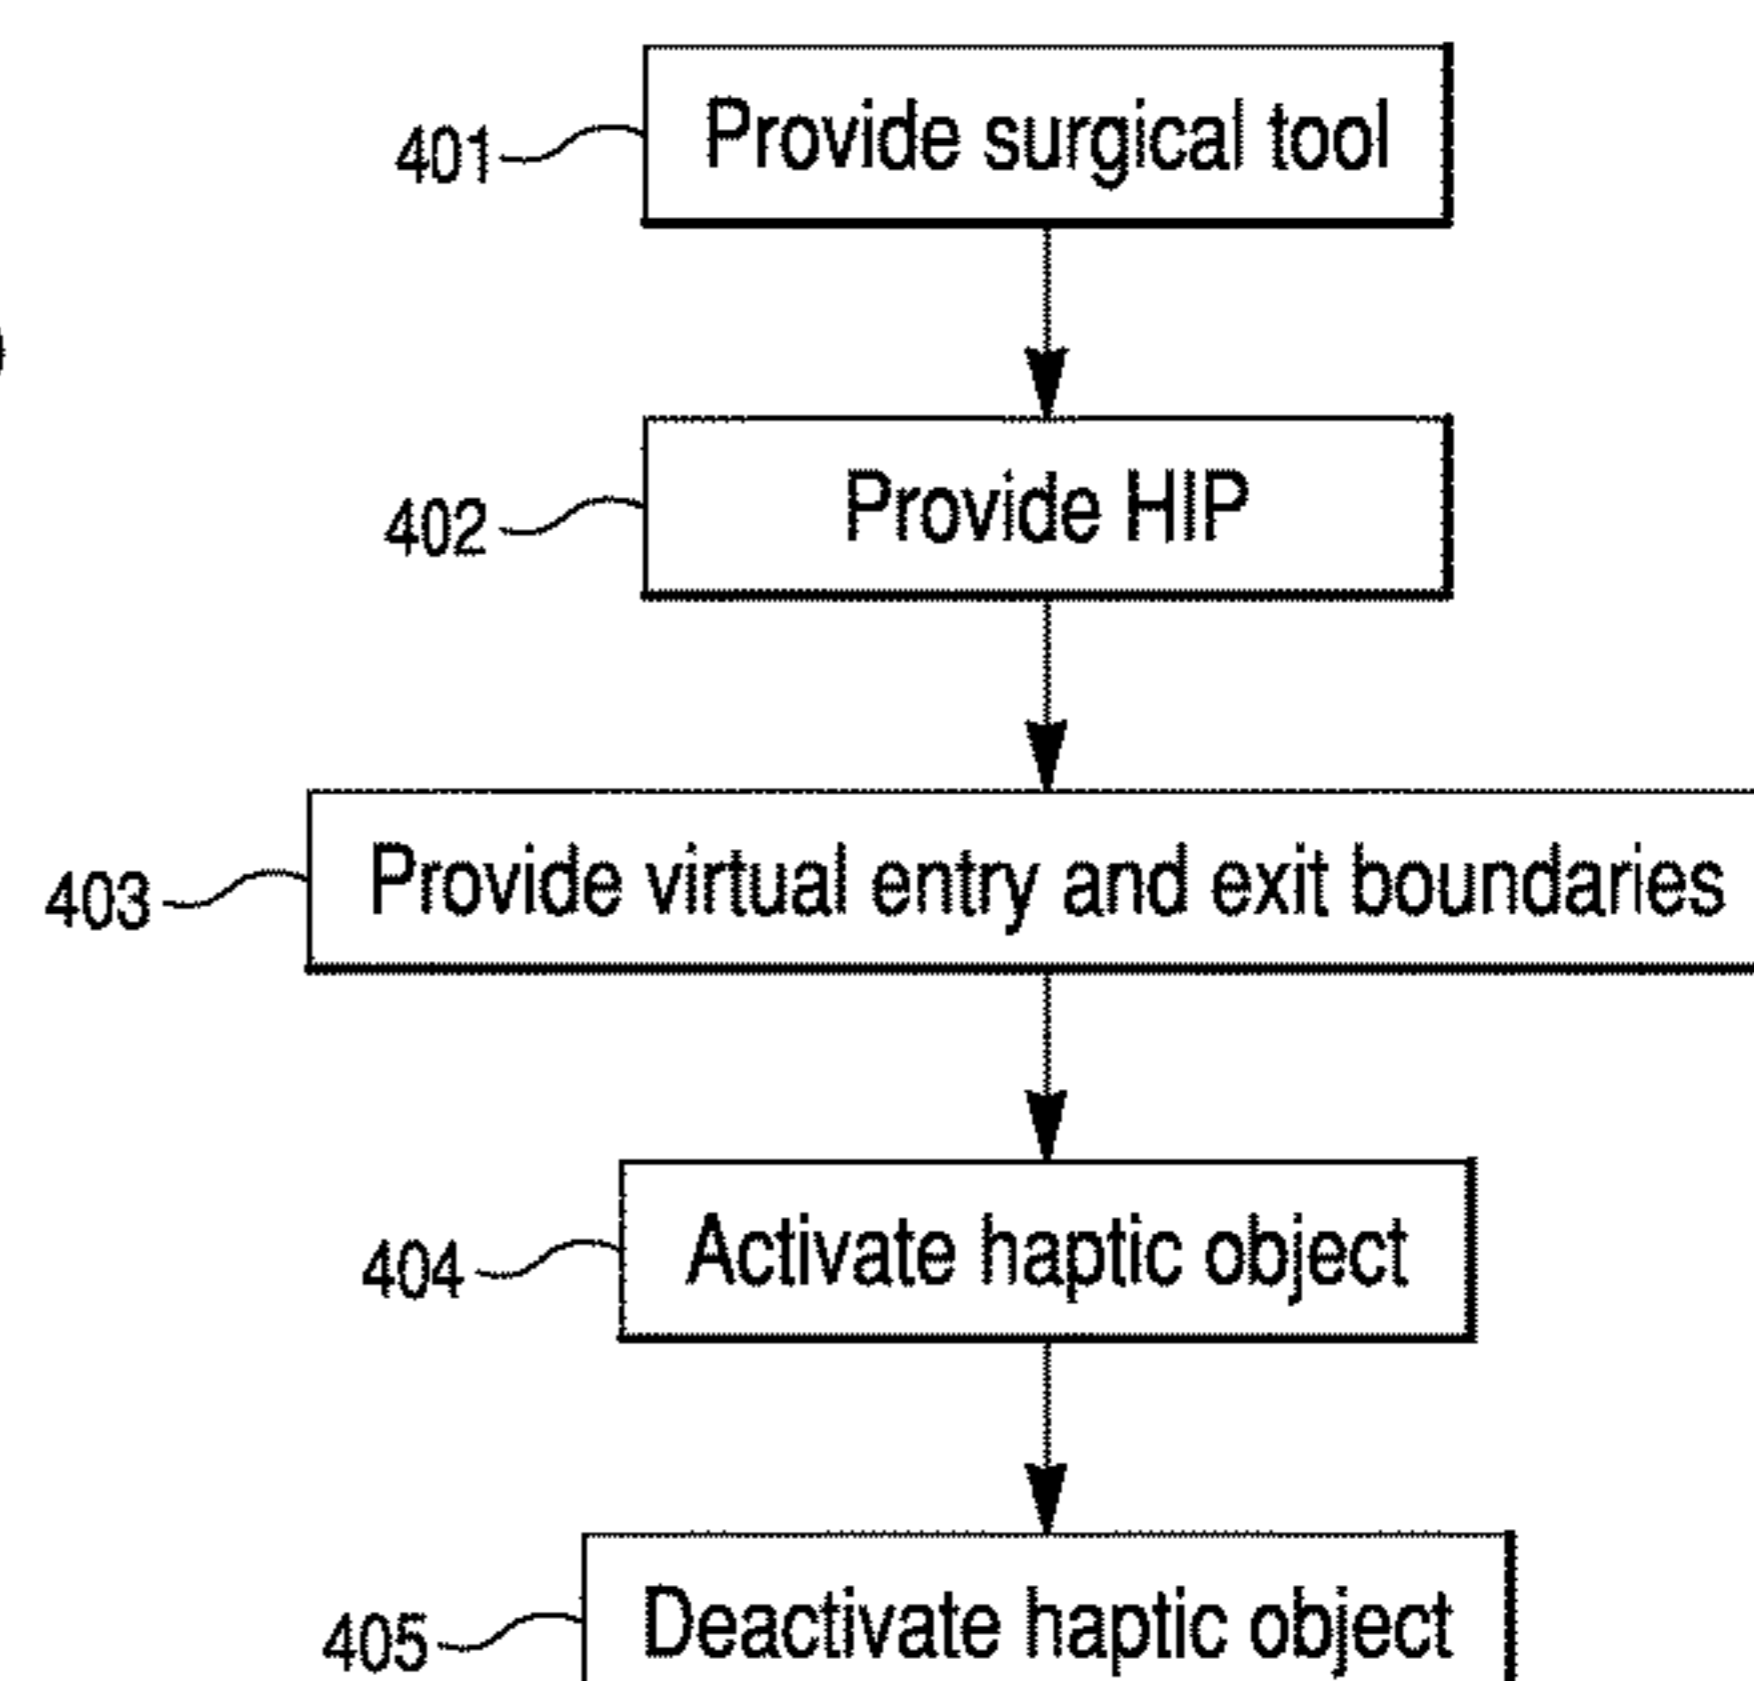 401 Provide surgical tool
402 Provide HIP
403 Provide virtual entry and exit boundaries
404 Activate haptic object
405 Deactivate haptic object